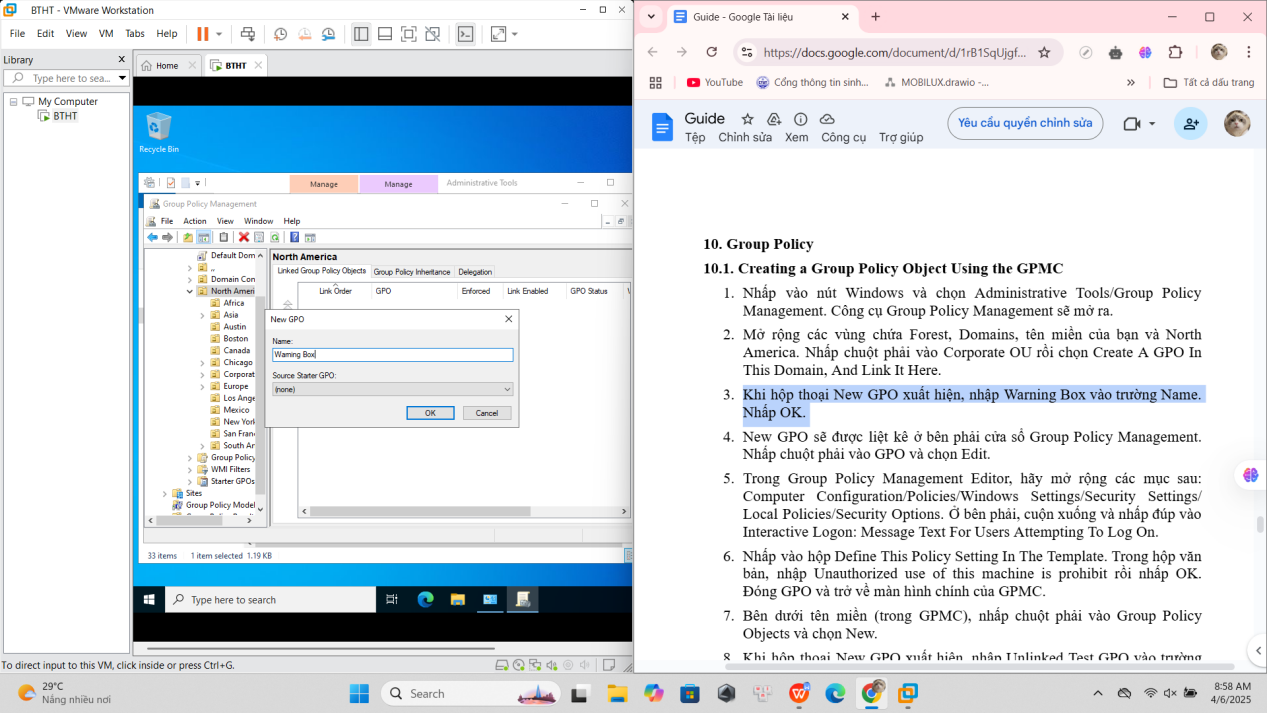 BTHT - VMware Workstation
File Edit View VM Tabs Help
Library
Type here to sea...
My Computer
BTHT
Home
BTHT
Recycle Bin
Manage
Manage
Administrative Tools
Group Policy Management
File Action View Window Help
Default Dom
Domain Con
North Ameri
Africa
Asia
Austin
Boston
Canada
Chicago
Corporat
Europe
Los Ange
Mexico
New York
San Fran
South Ar
Group Policy
WMI Filters
Starter GPOs
Sites
Group Policy Model
North America
Linked Group Policy Objects Group Policy Inheritance Delegation
Link Order GPO Enforced Link Enabled GPO Status
New GPO
Name:
Warning Box
Source Starter GPO:
(none)
OK Cancel
33 items 1 item selected 1.19 KB
Type here to search
To direct input to this VM, click inside or press Ctrl+G.
Guide - Google Tài liệu
https://docs.google.com/document/d/1rB1SqUjgf...
YouTube Cổng thông tin sinh... MOBILUX.drawio -... Tất cả dấu trang
Guide
Tệp Chỉnh sửa Xem Công cụ Trợ giúp
Yêu cầu quyền chỉnh sửa
10. Group Policy
10.1. Creating a Group Policy Object Using the GPMC
1. Nhấp vào nút Windows và chọn Administrative Tools/Group Policy
Management. Công cụ Group Policy Management sẽ mở ra.
2. Mở rộng các vùng chứa Forest, Domains, tên miền của bạn và North
America. Nhấp chuột phải vào Corporate OU rồi chọn Create A GPO In
This Domain, And Link It Here.
3. Khi hộp thoại New GPO xuất hiện, nhập Warning Box vào trường Name.
Nhấp OK.
4. New GPO sẽ được liệt kê ở bên phải cửa sổ Group Policy Management.
Nhấp chuột phải vào GPO và chọn Edit.
5. Trong Group Policy Management Editor, hãy mở rộng các mục sau:
Computer Configuration/Policies/Windows Settings/Security Settings/
Local Policies/Security Options. Ở bên phải, cuộn xuống và nhấp đúp vào
Interactive Logon: Message Text For Users Attempting To Log On.
6. Nhấp vào hộp Define This Policy Setting In The Template. Trong hộp văn
bản, nhập Unauthorized use of this machine is prohibit rồi nhấp OK.
Đóng GPO và trở về màn hình chính của GPMC.
7. Bên dưới tên miền (trong GPMC), nhấp chuột phải vào Group Policy
Objects và chọn New.
8. Khi hộp thoại New GPO xuất hiện, nhập Unlinked Test GPO vào trường
29°C
Nắng nhiều nơi
Search
8:58 AM
4/6/2025